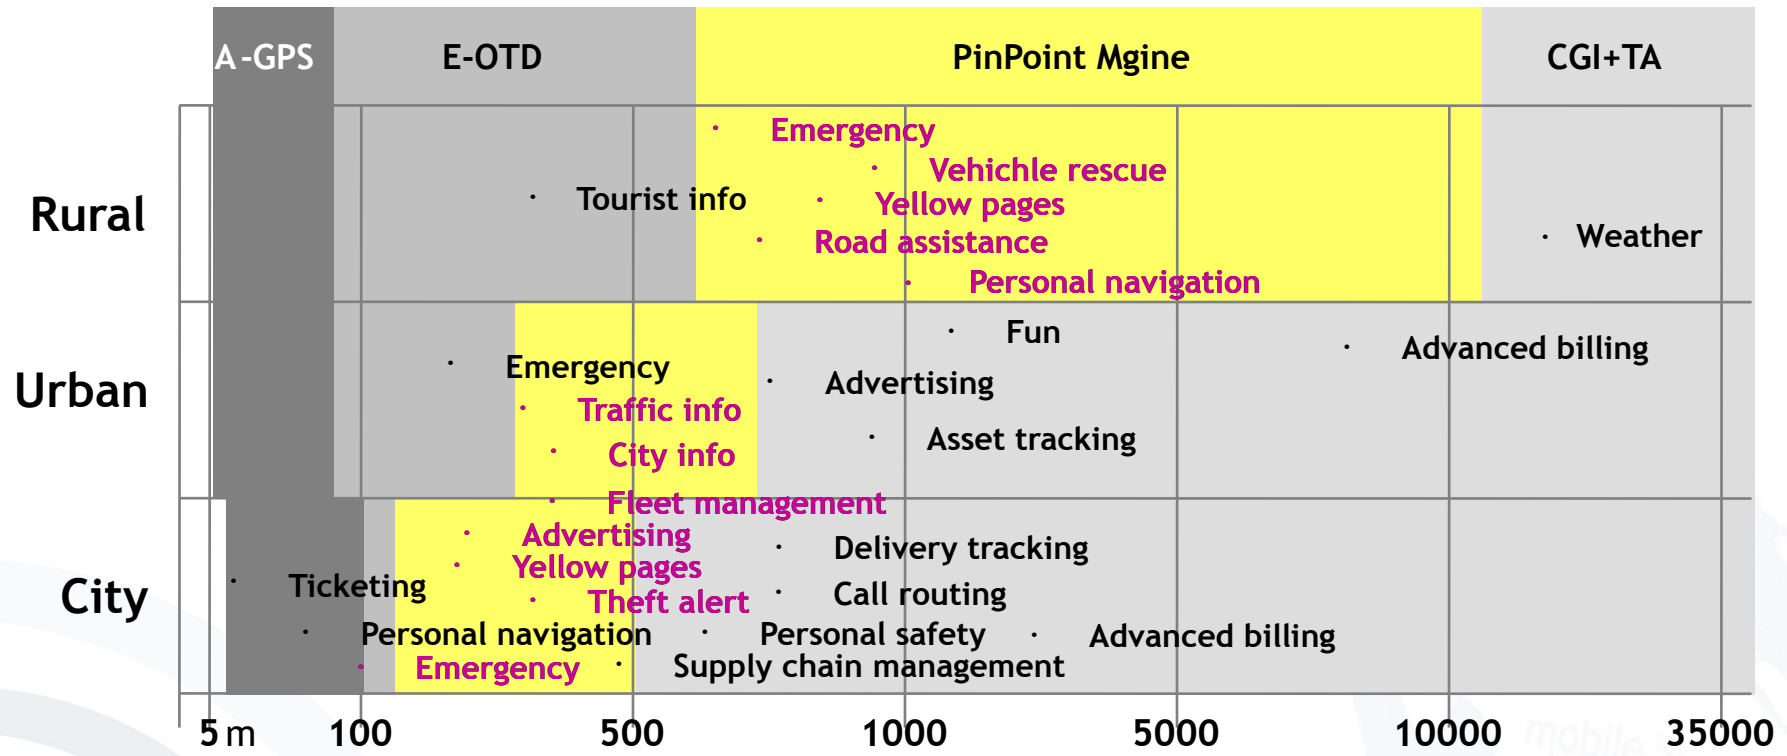 A-GPS E-OTD PinPoint Mgine CGI+TA
Rural
Emergency
Vehichle rescue
Tourist info
Yellow pages
Road assistance
Weather
Personal navigation
Urban
Fun
Advanced billing
Emergency
Advertising
Traffic info
Asset tracking
City info
City
Fleet management
Advertising
Delivery tracking
Yellow pages
Ticketing
Call routing
Theft alert
Personal navigation
Personal safety
Advanced billing
Emergency
Supply chain management
5 m 100 500 1000 5000 10000 35000
mobile